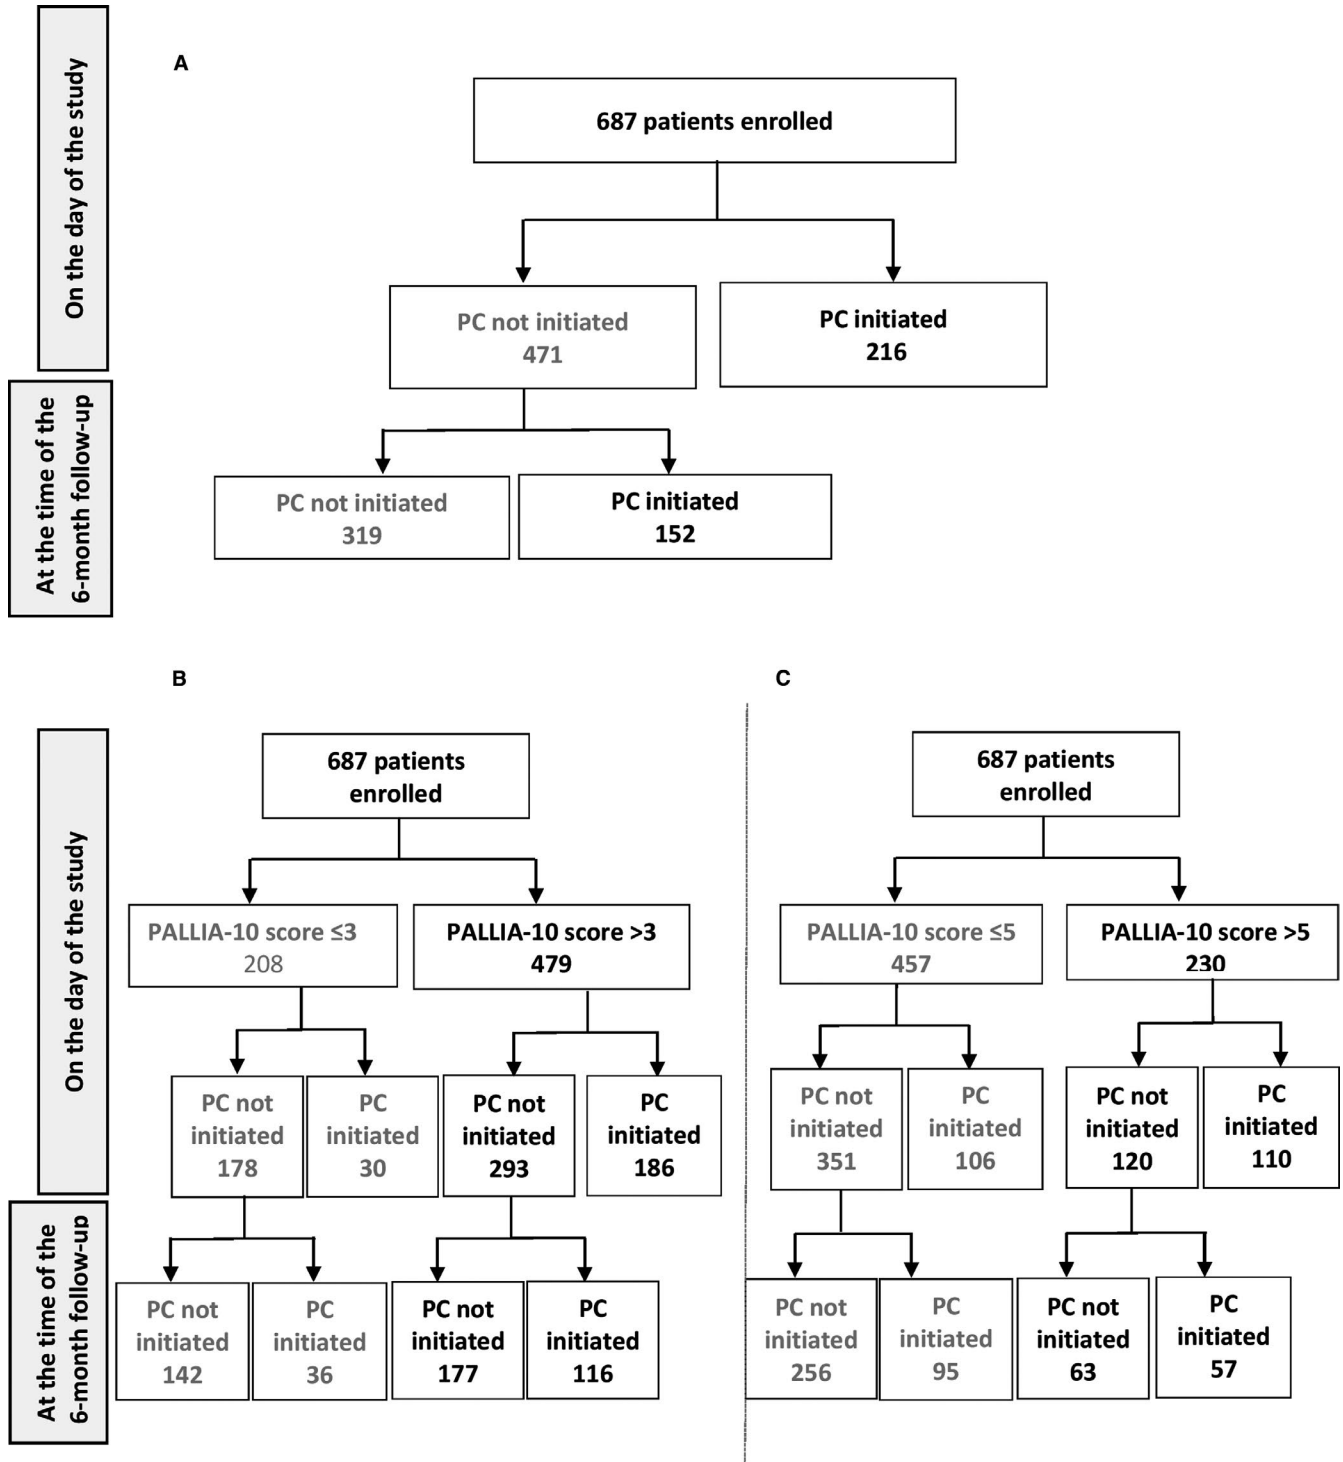 On the day of the study
A
687 patients enrolled
PC not initiated
471
PC initiated
216
At the time of the
6-month follow-up
PC not initiated
319
PC initiated
152
B
On the day of the study
687 patients
enrolled
PALLIA-10 score ≤3
208
PALLIA-10 score >3
479
PC not
initiated
178
PC
initiated
30
PC not
initiated
293
PC
initiated
186
At the time of the
6-month follow-up
PC not
initiated
142
PC
initiated
36
PC not
initiated
177
PC
initiated
116
C
687 patients
enrolled
PALLIA-10 score ≤5
457
PALLIA-10 score >5
230
PC not
initiated
351
PC
initiated
106
PC not
initiated
120
PC
initiated
110
PC not
initiated
256
PC
initiated
95
PC not
initiated
63
PC
initiated
57